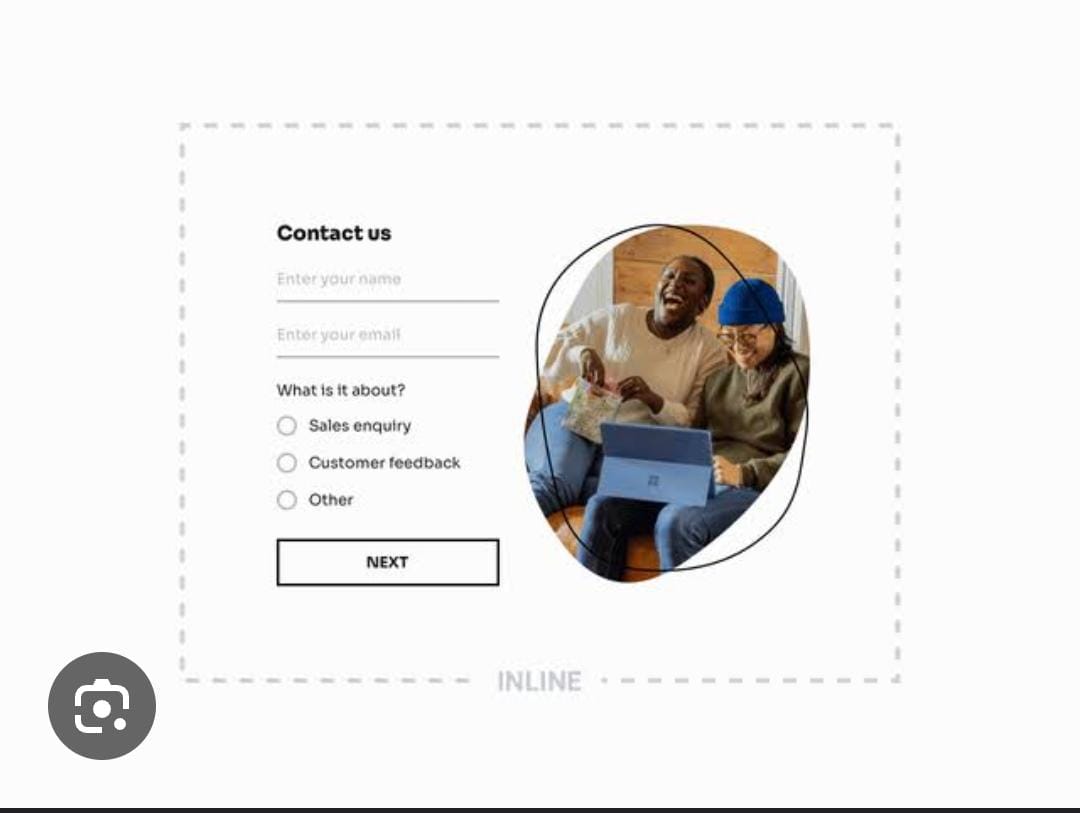 Contact us
Enter your name
Enter your email
What is it about?
Sales enquiry
Customer feedback
Other
NEXT
INLINE